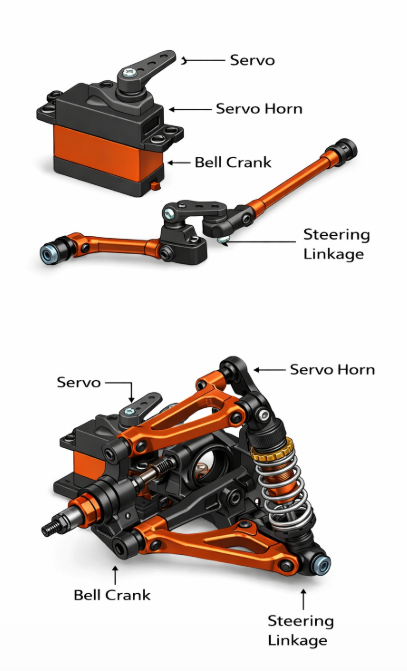 Servo
Servo Horn
Bell Crank
Steering
Linkage
Servo Horn
Servo
Bell Crank
Steering
Linkage